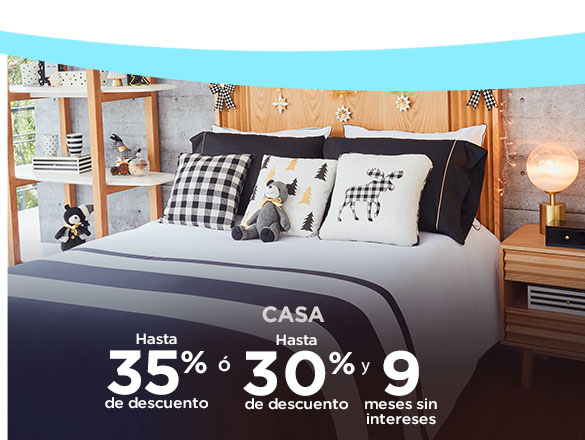 CASA
Hasta
35% ó
de descuento
Hasta
30% y
de descuento
9
meses sin
intereses